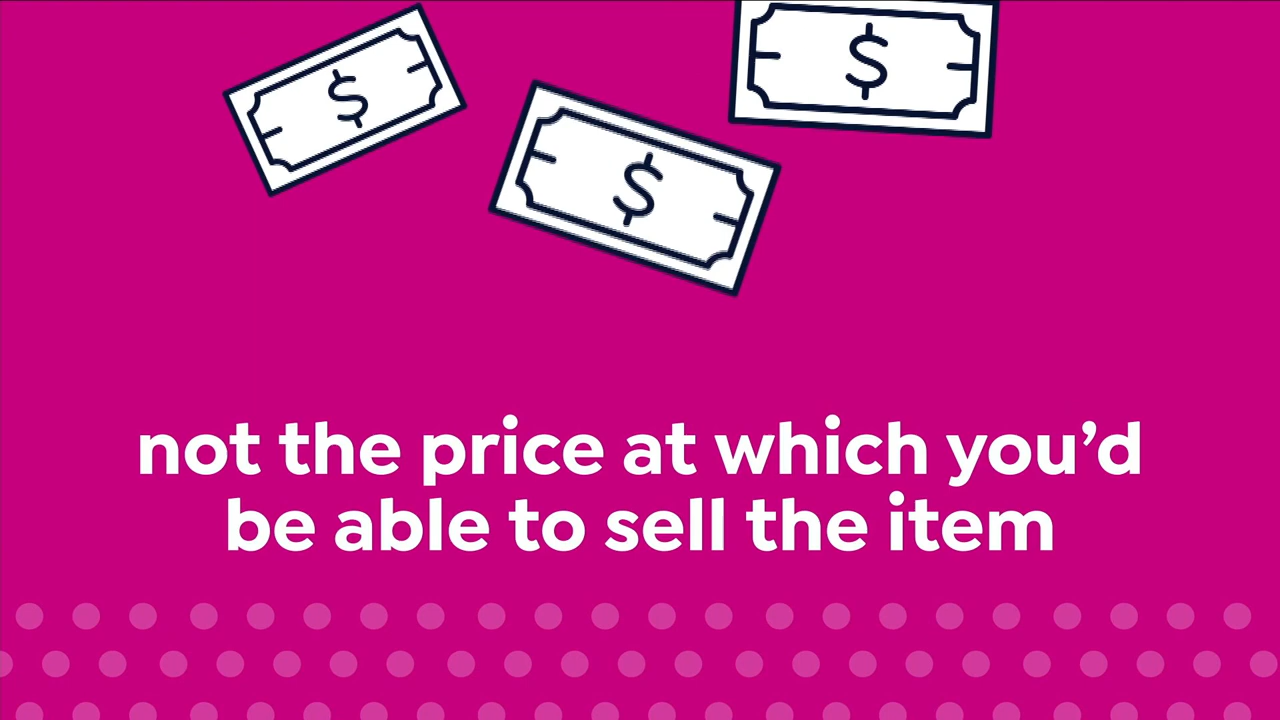 $
$
$
not the price at which you’d
be able to sell the item